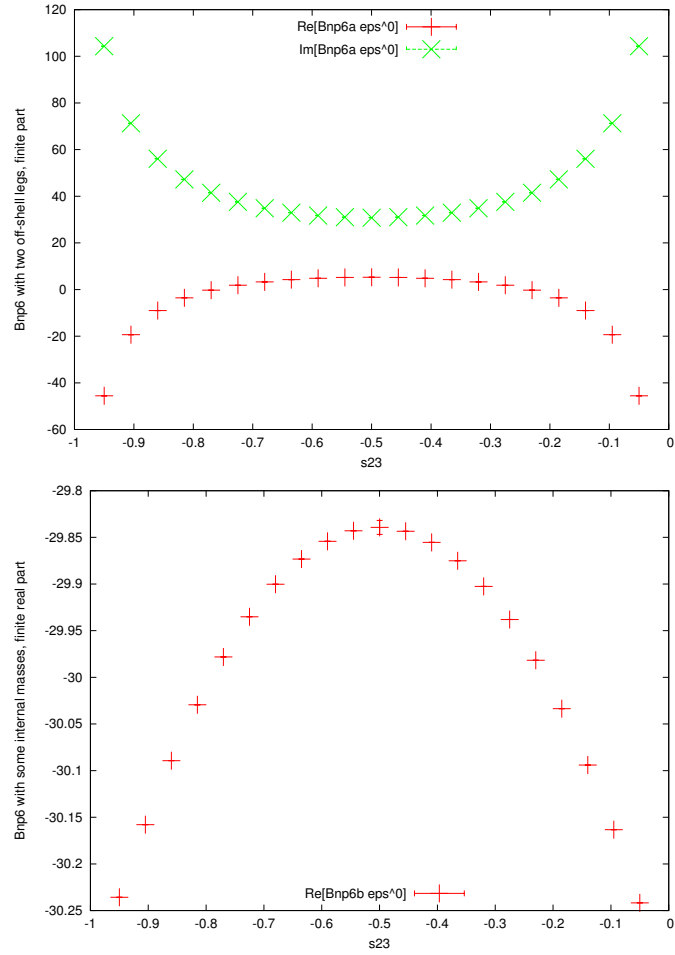 Bnp6 with two off-shell legs, finite part
Re[Bnp6a eps^0]
Im[Bnp6a eps^0]
120
100
80
60
40
20
0
-20
-40
-60
-1 -0.9 -0.8 -0.7 -0.6 -0.5 -0.4 -0.3 -0.2 -0.1 0
s23
Bnp6 with some internal masses, finite real part
-29.8
-29.85
-29.9
-29.95
-30
-30.05
-30.1
-30.15
-30.2
-30.25
Re[Bnp6b eps^0]
-1 -0.9 -0.8 -0.7 -0.6 -0.5 -0.4 -0.3 -0.2 -0.1 0
s23